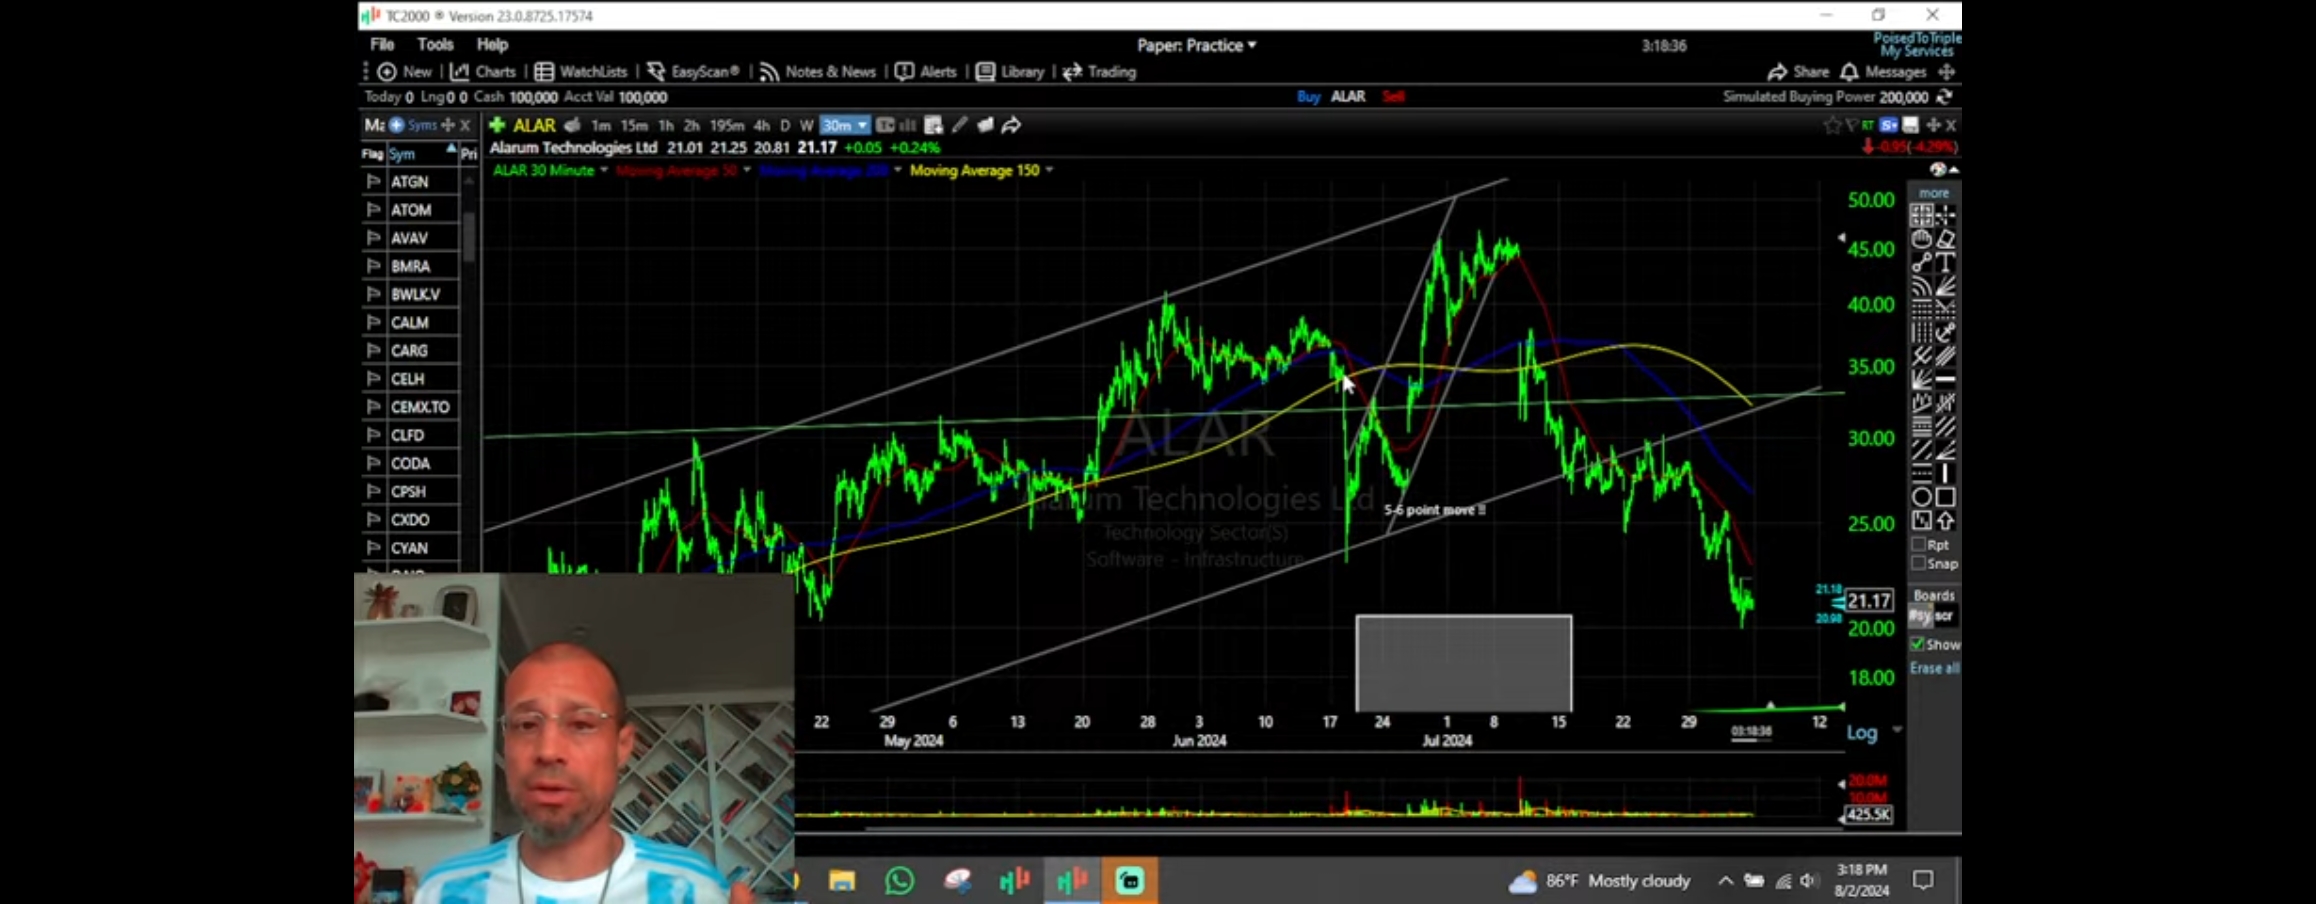 TC2000 ® Version 23.0.8725.17574
File Tools Help Paper: Practice 3:18:36 PoisedToTriple
My Services
New Charts WatchLists EasyScan® Notes & News Alerts Library Trading Share Messages
Today 0 Lng 0 0 Cash 100,000 Acct Val 100,000 Buy ALAR Sell Simulated Buying Power 200,000
Syms X ALAR 1m 15m 1h 2h 195m 4h D W 30m RT X
Flag Sym Pri Alarum Technologies Ltd 21.01 21.25 20.81 21.17 +0.05 +0.24% -0.95(-4.29%)
ALAR 30 Minute Moving Average 50 Moving Average 200 Moving Average 150
ATGN
ATOM
AVAV
BMRA
BWLK.V
CALM
CARG
CELH
CEMX.TO
CLFD
CODA
CPSH
CXDO
CYAN
ALAR
Alarum Technologies Ltd
Technology Sector(S)
Software - Infrastructure
5-6 point move !!
50.00
45.00
40.00
35.00
30.00
25.00
21.18
21.17
20.98
20.00
18.00
more
Rpt
Snap
Boards
scr
Show
Erase all
22 29 6 13 20 28 3 10 17 24 1 8 15 22 29 12
May 2024 Jun 2024 Jul 2024 03:18:36 Log
20.0M
10.0M
425.5K
86°F Mostly cloudy
3:18 PM
8/2/2024